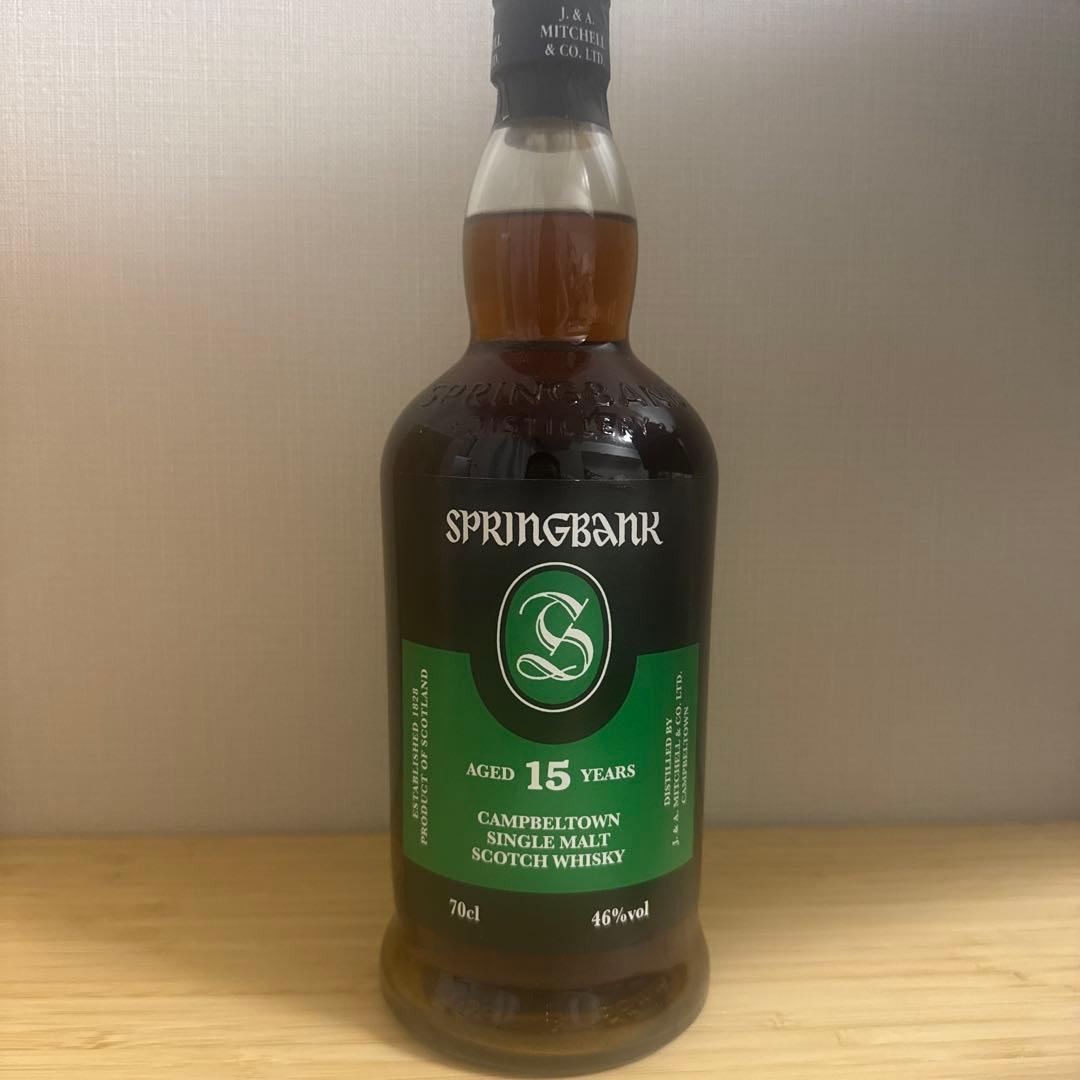 J. & A.
MITCHELL
& CO. LTD.
SPRINGBANK
DISTILLERY
SPRINGBANK
S
ESTABLISHED 1828
PRODUCT OF SCOTLAND
DISTILLED BY
J. & A. MITCHELL & CO. LTD.
CAMPBELTOWN
AGED 15 YEARS
CAMPBELTOWN
SINGLE MALT
SCOTCH WHISKY
70cl
46%vol